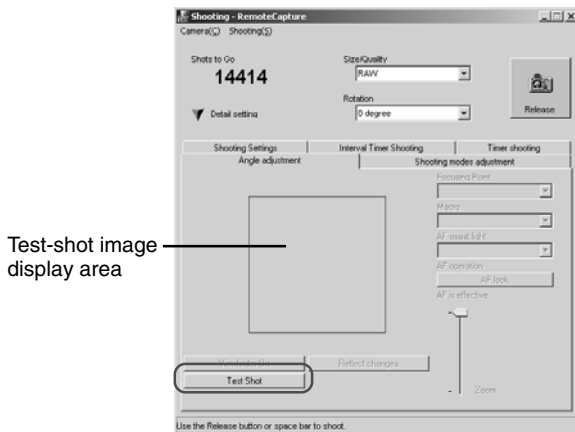 Shooting - RemoteCapture
Camera(C) Shooting(S)
Shots to Go
14414
Size/Quality
RAW
Rotation
0 degree
Detail setting
Release
Shooting Settings
Interval Timer Shooting
Timer shooting
Angle adjustment
Shooting modes adjustment
Focusing Point
Macro
AF assist light
AF operation
AF lock
AF is effective
Zoom
Test-shot image
display area
Viewfinder On
Reflect changes
Test Shot
Use the Release button or space bar to shoot.